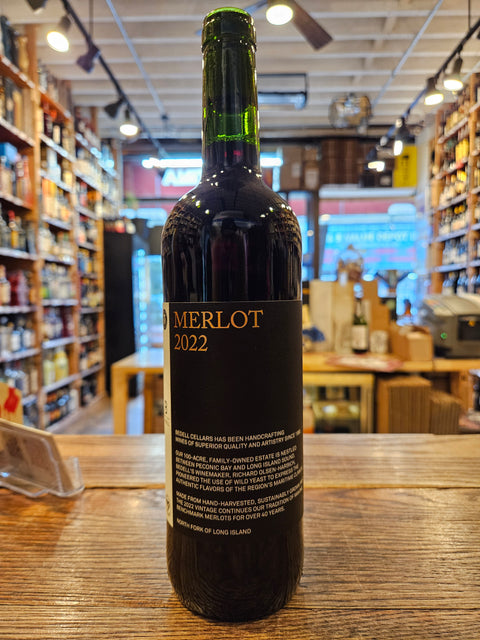 MERLOT
2022
BEDELL CELLARS HAS BEEN HANDCRAFTING
WINES OF SUPERIOR QUALITY AND ARTISTRY SINCE
OUR 100-ACRE, FAMILY-OWNED ESTATE IS NESTLED
BETWEEN PECONIC BAY AND LONG ISLAND SOUND.
BEDELL'S WINEMAKER, RICHARD OLSEN-HARBICH,
PIONEERED THE USE OF WILD YEAST TO EXPRESS THE
AUTHENTIC FLAVORS OF THE REGION'S MARITIME
MADE FROM HAND-HARVESTED, SUSTAINABLY
THE 2022 VINTAGE CONTINUES OUR TRADITION OF
BENCHMARK MERLOTS FOR OVER 40 YEARS.
NORTH FORK OF LONG ISLAND